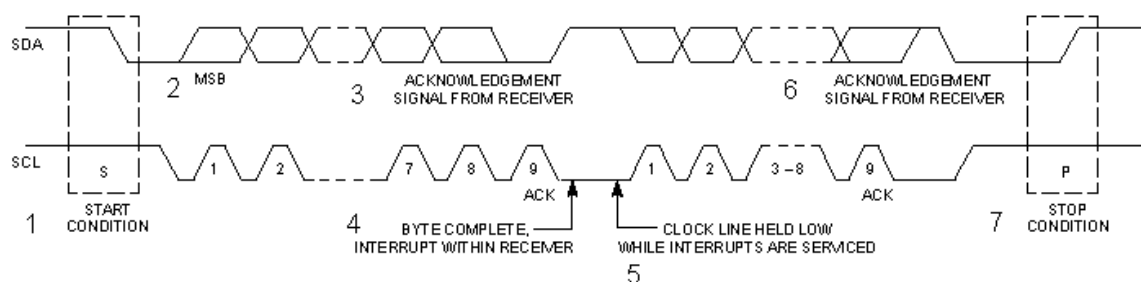 SDA
2
MSB
3
ACKNOWLEDGEMENT
SIGNAL FROM RECEIVER
6
ACKNOWLEDGEMENT
SIGNAL FROM RECEIVER
SCL
S
1
2
7
8
9
ACK
1
2
3 – 8
9
ACK
P
1
START
CONDITION
4
BYTE COMPLETE,
INTERRUPT WITHIN RECEIVER
CLOCK LINE HELD LOW
WHILE INTERRUPTS ARE SERVICED
5
7
STOP
CONDITION